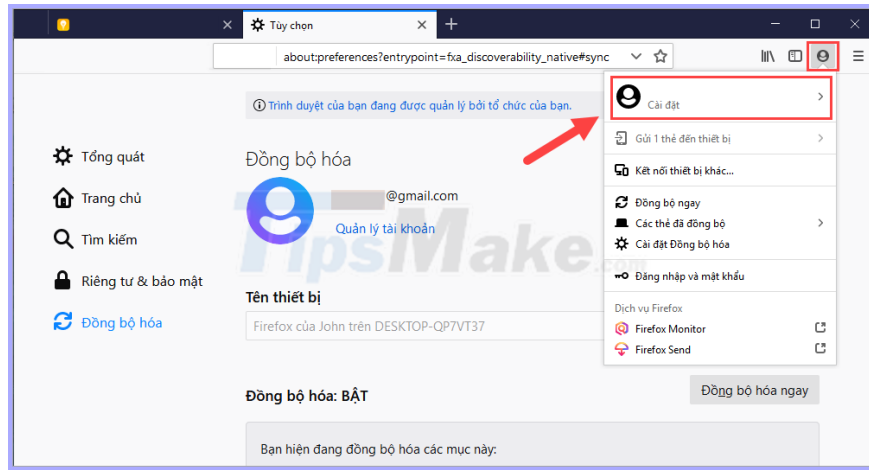 Tùy chọn
about:preferences?entrypoint=fxa_discoverability_native#sync
Trình duyệt của bạn đang được quản lý bởi tổ chức của bạn.
Tổng quát
Trang chủ
Tìm kiếm
Riêng tư & bảo mật
Đồng bộ hóa
Đồng bộ hóa
@gmail.com
Quản lý tài khoản
TipsMake.com
Tên thiết bị
Firefox của John trên DESKTOP-QP7VT37
Đồng bộ hóa: BẬT
Đồng bộ hóa ngay
Bạn hiện đang đồng bộ hóa các mục này:
Cài đặt
Gửi 1 thẻ đến thiết bị
Kết nối thiết bị khác...
Đồng bộ ngay
Các thẻ đã đồng bộ
Cài đặt Đồng bộ hóa
Đăng nhập và mật khẩu
Dịch vụ Firefox
Firefox Monitor
Firefox Send